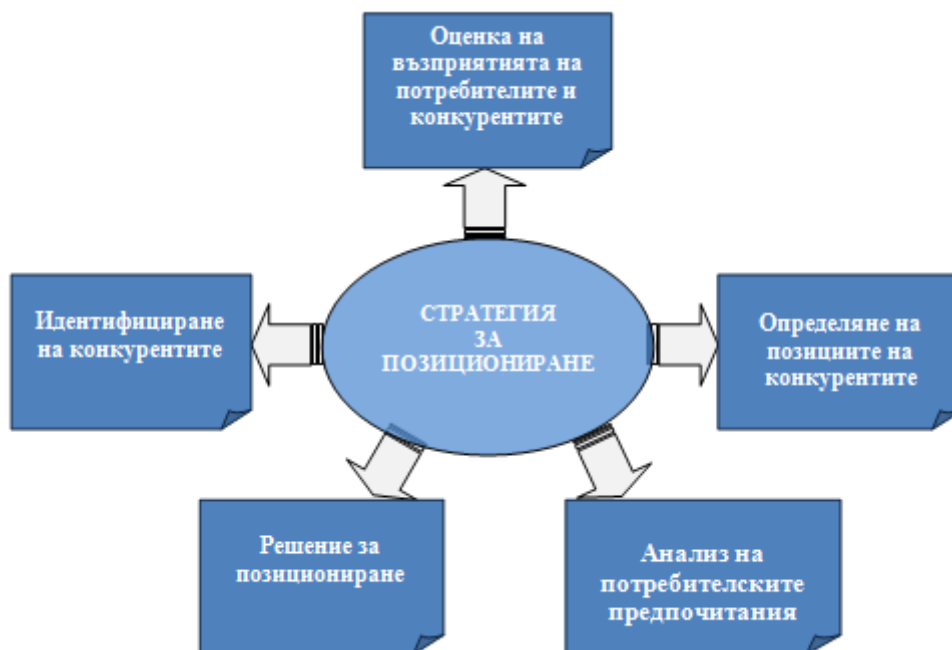 Оценка на
възприятията на
потребителите и
конкурентите
Идентифициране
на конкурентите
СТРАТЕГИЯ
ЗА
ПОЗИЦИОНИРАНЕ
Определяне на
позициите на
конкурентите
Решение за
позициониране
Анализ на
потребителските
предпочитания